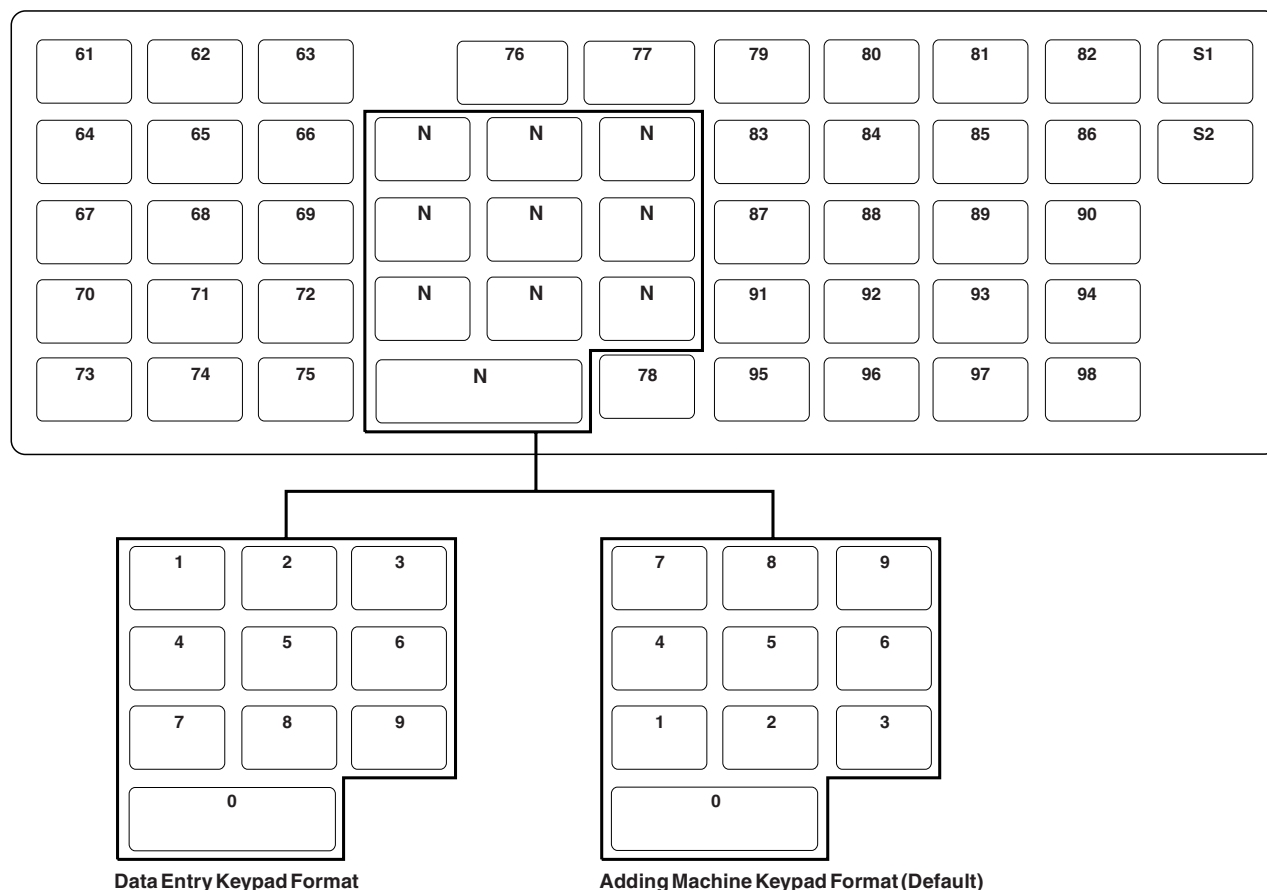 61 62 63 76 77 79 80 81 82 S1
64 65 66 N N N 83 84 85 86 S2
67 68 69 N N N 87 88 89 90
70 71 72 N N N 91 92 93 94
73 74 75 N 78 95 96 97 98
1 2 3
4 5 6
7 8 9
0
Data Entry Keypad Format
7 8 9
4 5 6
1 2 3
0
Adding Machine Keypad Format (Default)